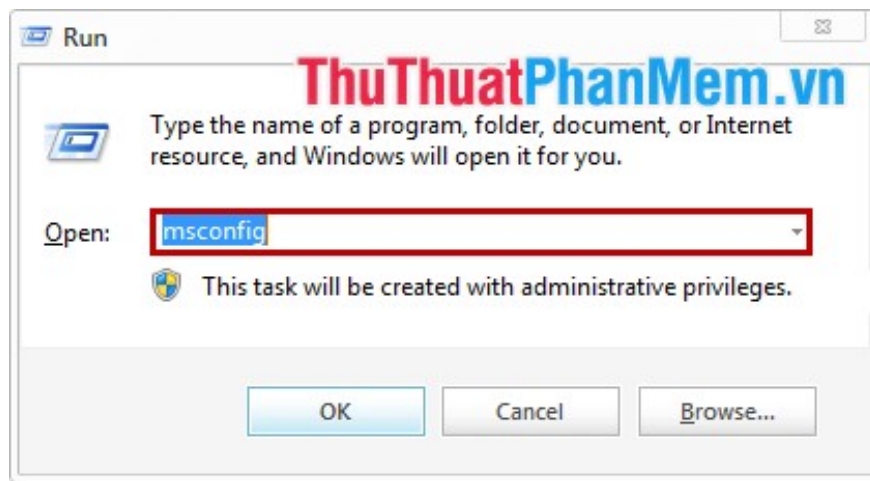 Run
ThuThuatPhanMem.vn
Type the name of a program, folder, document, or Internet
resource, and Windows will open it for you.
Open: msconfig
This task will be created with administrative privileges.
OK Cancel Browse...